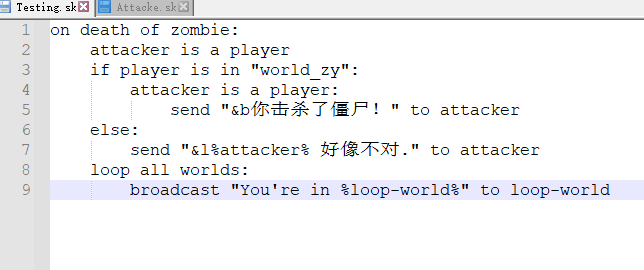 Testing.sk Attacke.sk
1 on death of zombie:
2     attacker is a player
3     if player is in "world_zy":
4         attacker is a player:
5             send "&b你击杀了僵尸! " to attacker
6     else:
7         send "&l%attacker% 好像不对." to attacker
8     loop all worlds:
9         broadcast "You're in %loop-world%" to loop-world